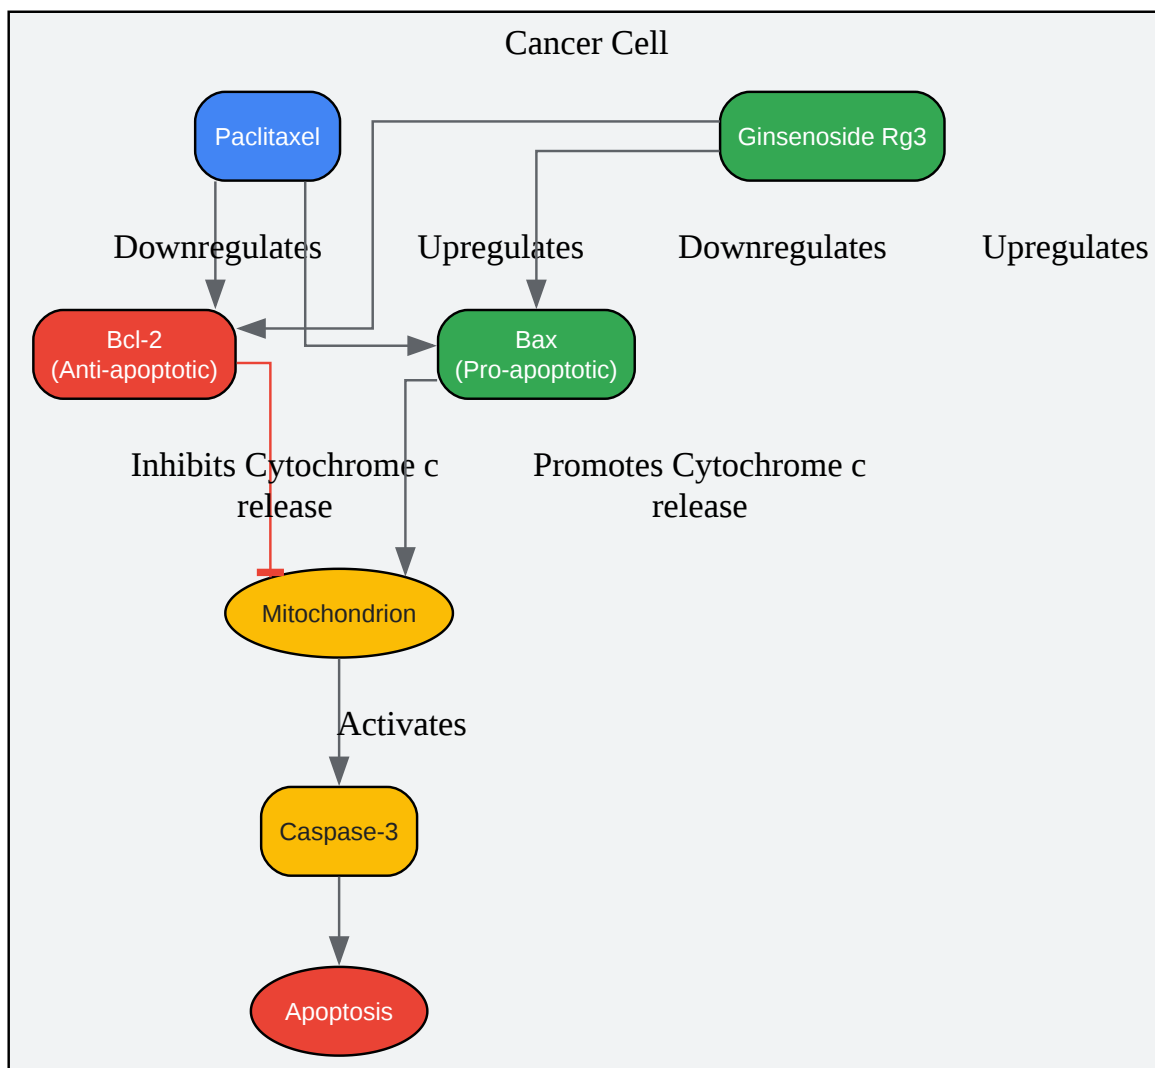 Cancer Cell
Paclitaxel
Ginsenoside Rg3
Downregulates
Upregulates
Downregulates
Upregulates
Bcl-2
(Anti-apoptotic)
Bax
(Pro-apoptotic)
Inhibits Cytochrome c
release
Promotes Cytochrome c
release
Mitochondrion
Activates
Caspase-3
Apoptosis